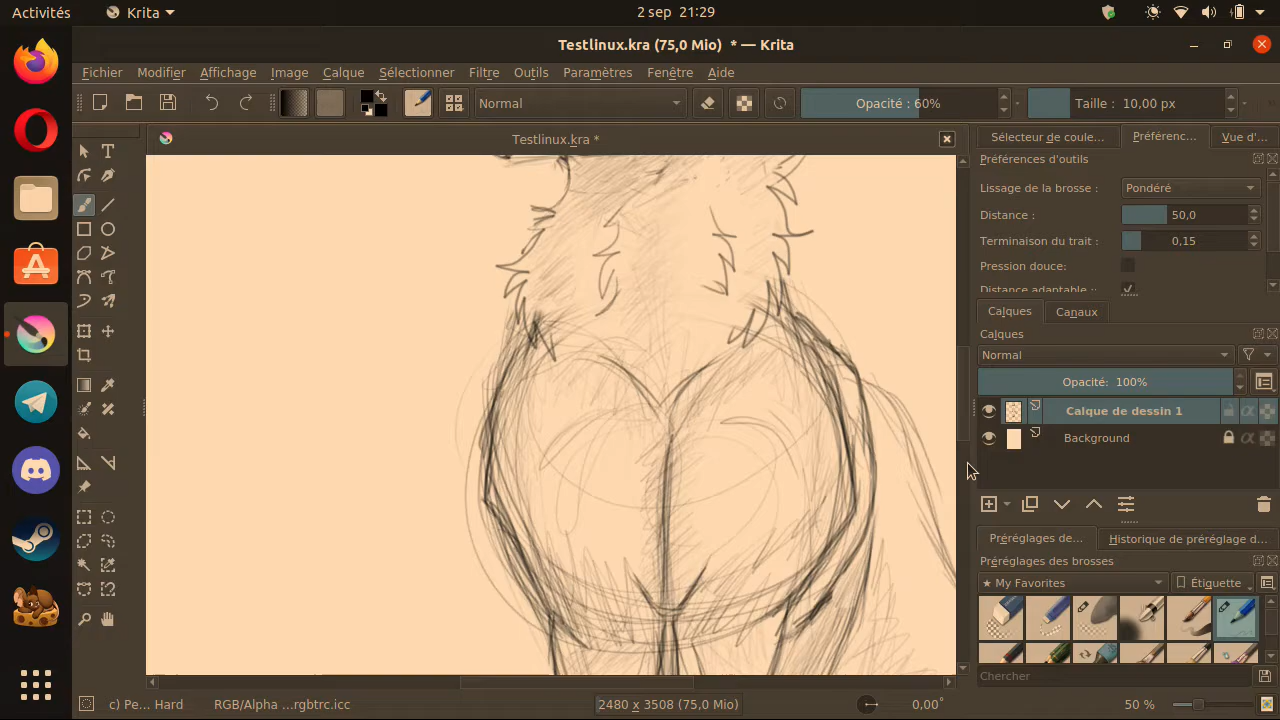 Activités
Krita
2 sep 21:29
Testlinux.kra (75,0 Mio) * — Krita
Fichier Modifier Affichage Image Calque Sélectionner Filtre Outils Paramètres Fenêtre Aide
Normal
Opacité : 60%
Taille : 10,00 px
Testlinux.kra *
Sélecteur de coule...
Préférenc...
Vue d'...
Préférences d'outils
Lissage de la brosse :
Pondéré
Distance :
50,0
Terminaison du trait :
0,15
Pression douce:
Distance adaptable :
Calques
Canaux
Calques
Normal
Opacité: 100%
Calque de dessin 1
Background
Préréglages de...
Historique de préréglage d...
Préréglages des brosses
★ My Favorites
Étiquette
Chercher
c) Pe... Hard
RGB/Alpha ...rgbtrc.icc
2480 x 3508 (75,0 Mio)
0,00°
50 %